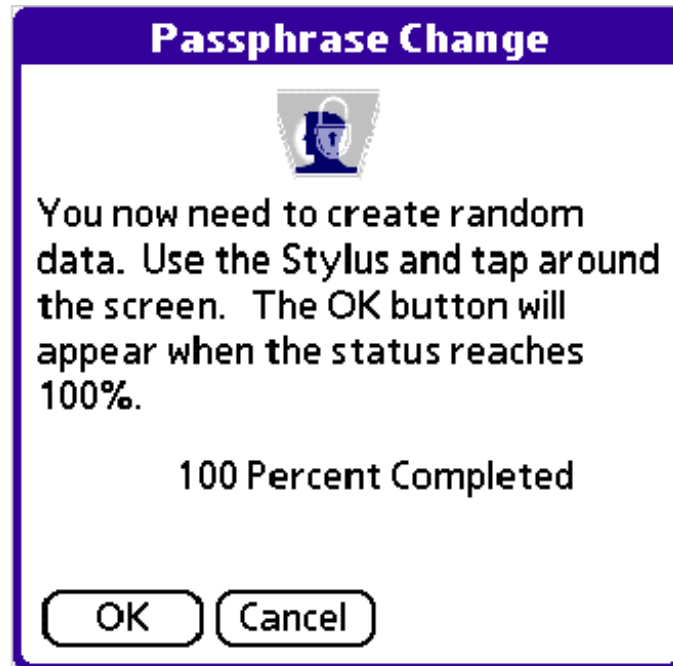 Passphrase Change
You now need to create random
data.  Use the Stylus and tap around
the screen.   The OK button will
appear when the status reaches
100%.
100 Percent Completed
OK
Cancel